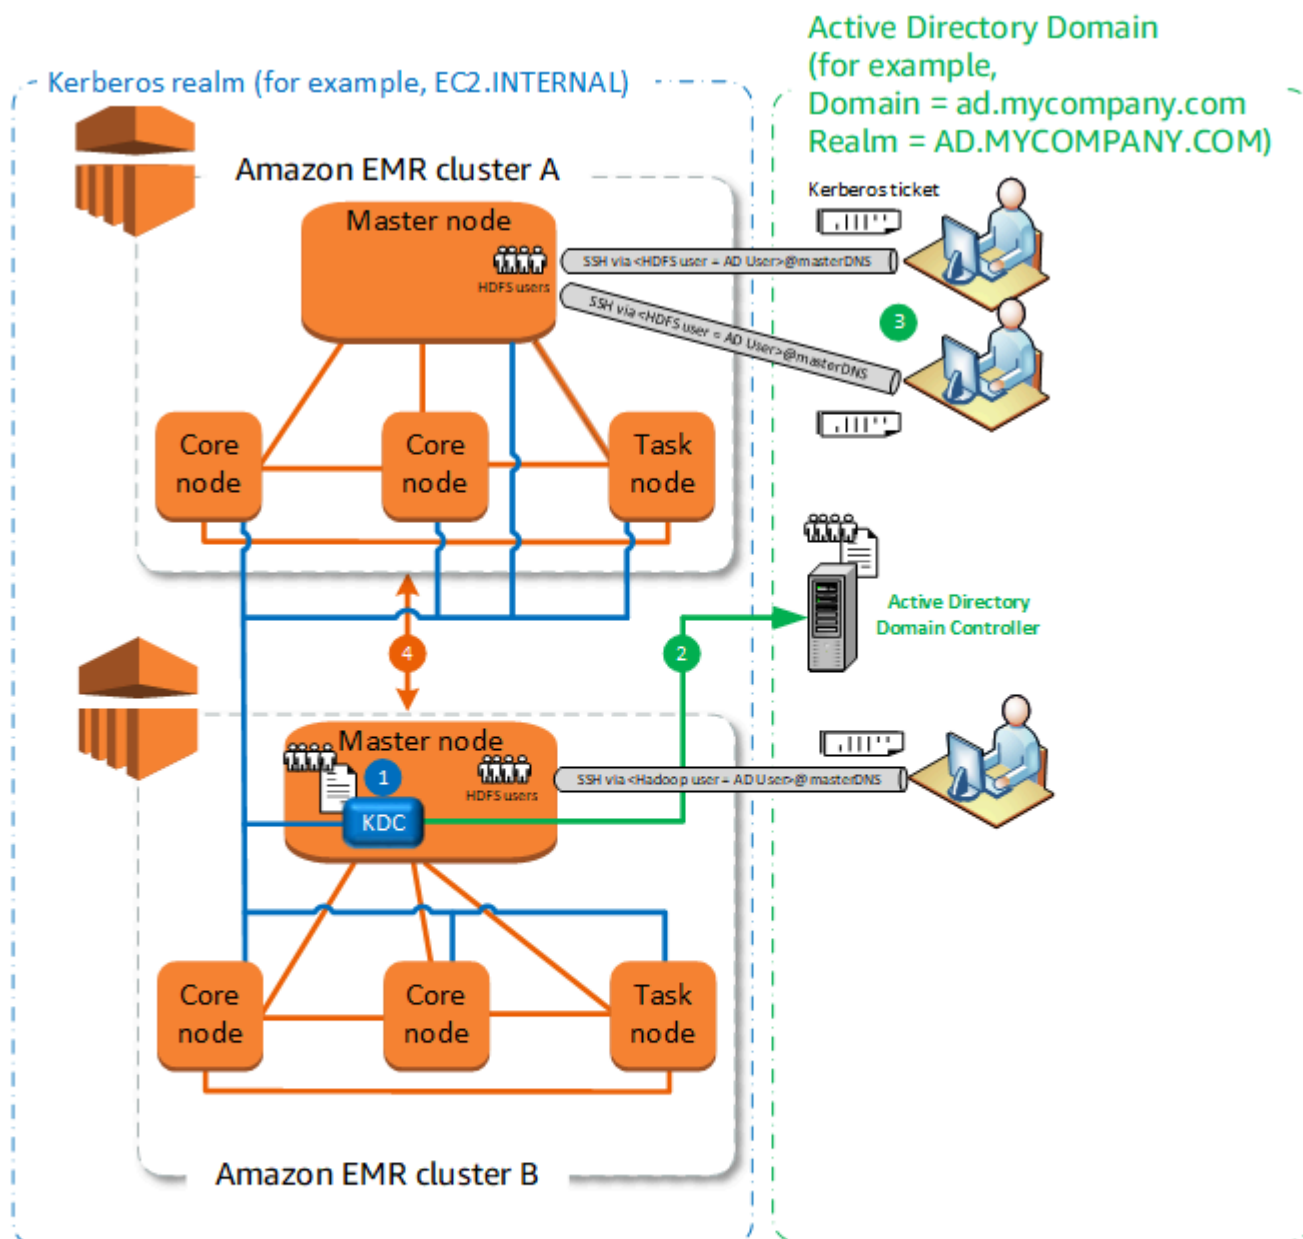 Active Directory Domain
(for example,
Domain = ad.mycompany.com
Realm = AD.MYCOMPANY.COM)
Kerberos realm (for example, EC2.INTERNAL)
Amazon EMR cluster A
Master node
HDFS users
Kerberos ticket
SSH via <HDFS user = AD User>@masterDNS
SSH via <HDFS user = AD User>@masterDNS
3
Core
node
Core
node
Task
node
Active Directory
Domain Controller
4
2
Master node
1
HDFS users
KDC
SSH via <Hadoop user = AD User>@masterDNS
Core
node
Core
node
Task
node
Amazon EMR cluster B